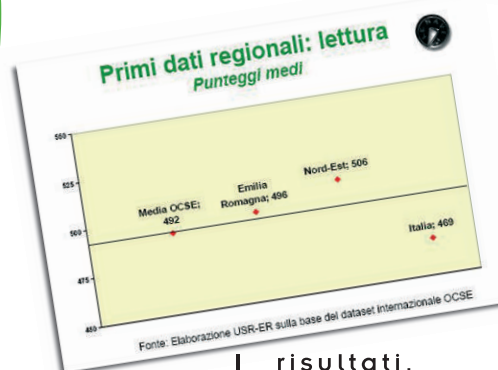 Primi dati regionali: lettura
Punteggi medi
550
525
500
475
450
Media OCSE;
492
Emilia
Romagna; 496
Nord-Est; 506
Italia; 469
Fonte: Elaborazione USR-ER sulla base del dataset internazionale OCSE
I risultati,